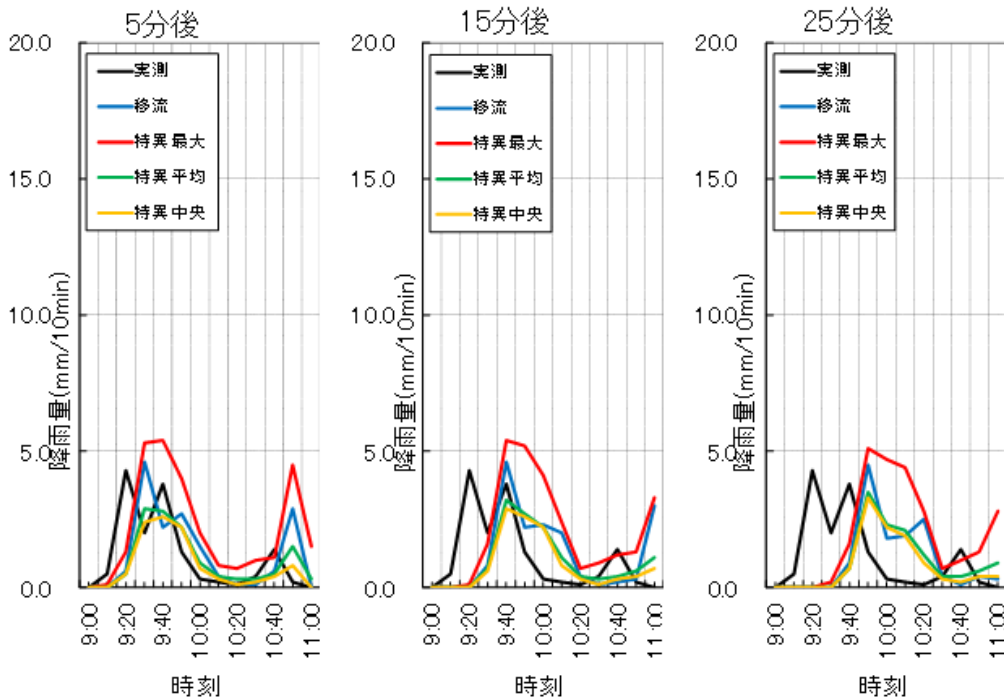 5分後
20.0
15.0
10.0
5.0
0.0
降雨量(mm/10min)
実測
移流
特異最大
特異平均
特異中央
9:00
9:20
9:40
10:00
10:20
10:40
11:00
時刻
15分後
20.0
15.0
10.0
5.0
0.0
降雨量(mm/10min)
実測
移流
特異最大
特異平均
特異中央
9:00
9:20
9:40
10:00
10:20
10:40
11:00
時刻
25分後
20.0
15.0
10.0
5.0
0.0
降雨量(mm/10min)
実測
移流
特異最大
特異平均
特異中央
9:00
9:20
9:40
10:00
10:20
10:40
11:00
時刻